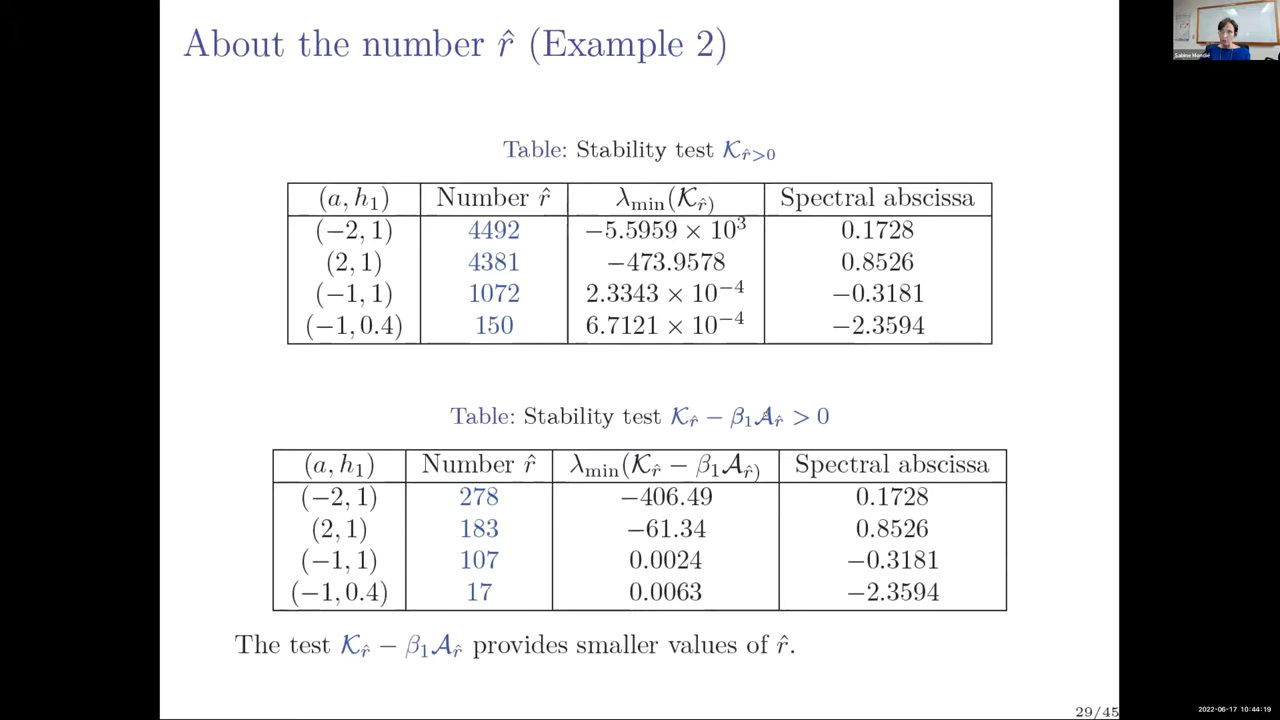 About the number r̂ (Example 2)
Sabine Mondié
Table: Stability test 𝒦_r̂>0
(a, h₁) Number r̂ λ_min(𝒦_r̂) Spectral abscissa
(−2, 1) 4492 −5.5959 × 10³ 0.1728
(2, 1) 4381 −473.9578 0.8526
(−1, 1) 1072 2.3343 × 10⁻⁴ −0.3181
(−1, 0.4) 150 6.7121 × 10⁻⁴ −2.3594
Table: Stability test 𝒦_r̂ − β₁𝒜_r̂ > 0
(a, h₁) Number r̂ λ_min(𝒦_r̂ − β₁𝒜_r̂) Spectral abscissa
(−2, 1) 278 −406.49 0.1728
(2, 1) 183 −61.34 0.8526
(−1, 1) 107 0.0024 −0.3181
(−1, 0.4) 17 0.0063 −2.3594
The test 𝒦_r̂ − β₁𝒜_r̂ provides smaller values of r̂.
29/45
2022-06-17 10:44:19